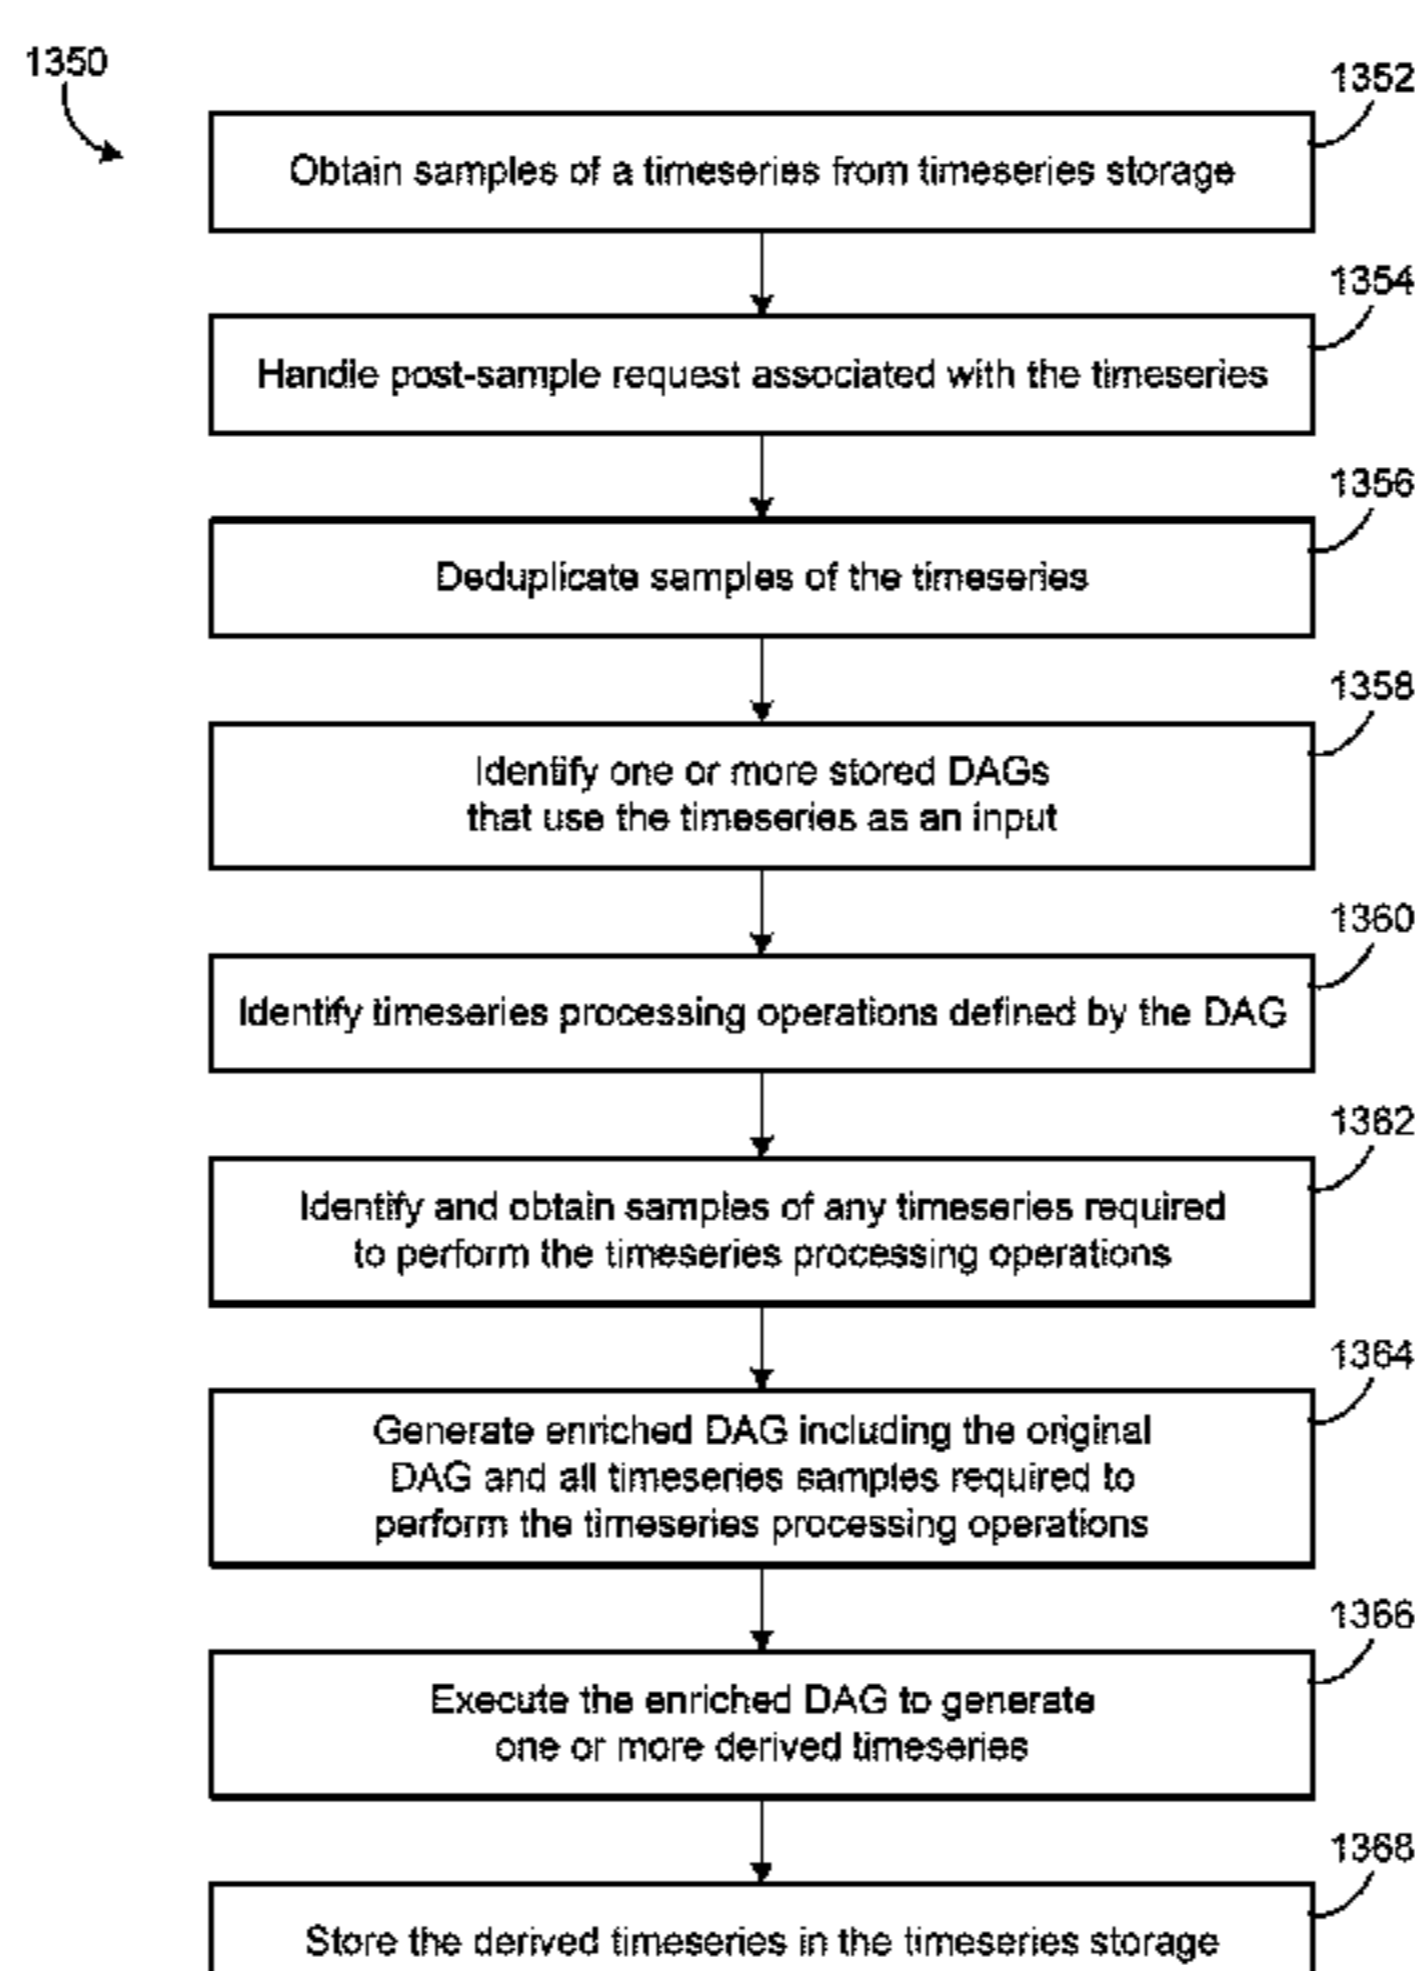 1350
1352
Obtain samples of a timeseries from timeseries storage
1354
Handle post-sample request associated with the timeseries
1356
Deduplicate samples of the timeseries
1358
Identify one or more stored DAGs
that use the timeseries as an input
1360
Identify timeseries processing operations defined by the DAG
1362
Identify and obtain samples of any timeseries required
to perform the timeseries processing operations
1364
Generate enriched DAG including the original
DAG and all timeseries samples required to
perform the timeseries processing operations
1366
Execute the enriched DAG to generate
one or more derived timeseries
1368
Store the derived timeseries in the timeseries storage